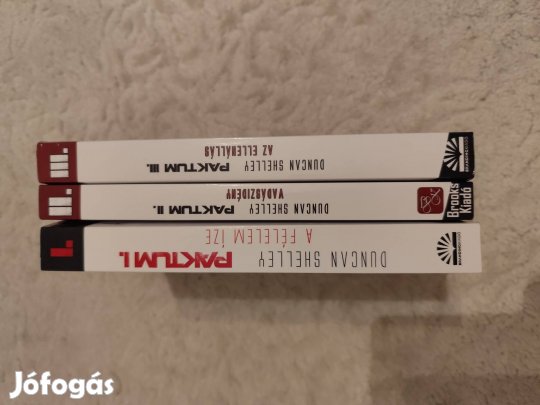 III.
PAKTUM III.
DUNCAN SHELLEY
AZ ELLENÁLLÁS
II.
PAKTUM II.
DUNCAN SHELLEY
VADÁSZIDÉNY
Brooks
Kiadó
I.
PAKTUM I.
DUNCAN SHELLEY
A FÉLELEM ÍZE
Jófogás